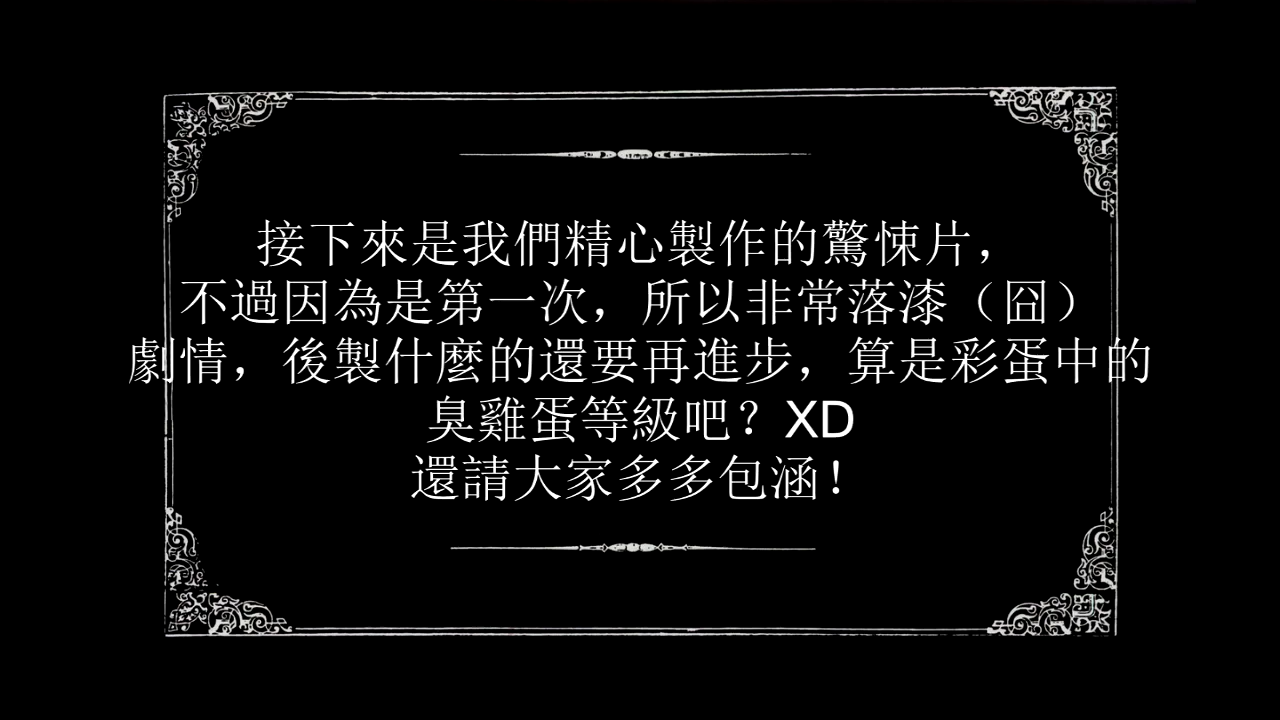 接下來是我們精心製作的驚悚片，
不過因為是第一次，所以非常落漆（囧）
劇情，後製什麼的還要再進步，算是彩蛋中的
臭雞蛋等級吧？XD
還請大家多多包涵！